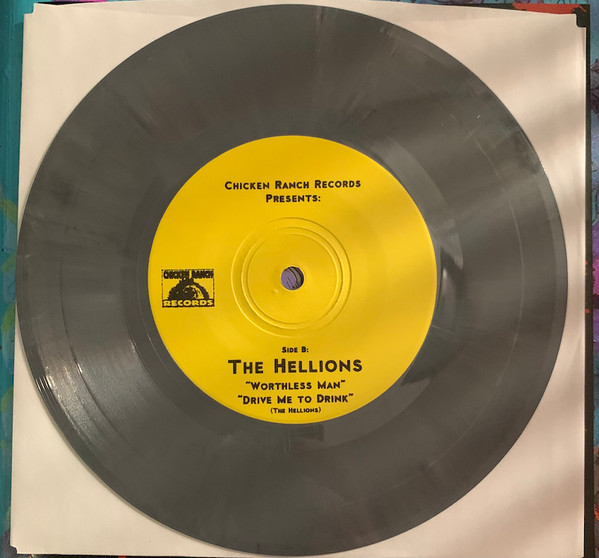 Chicken Ranch Records
Presents:
CHICKEN RANCH
RECORDS
Side B:
The Hellions
"Worthless Man"
"Drive Me to Drink"
(The Hellions)